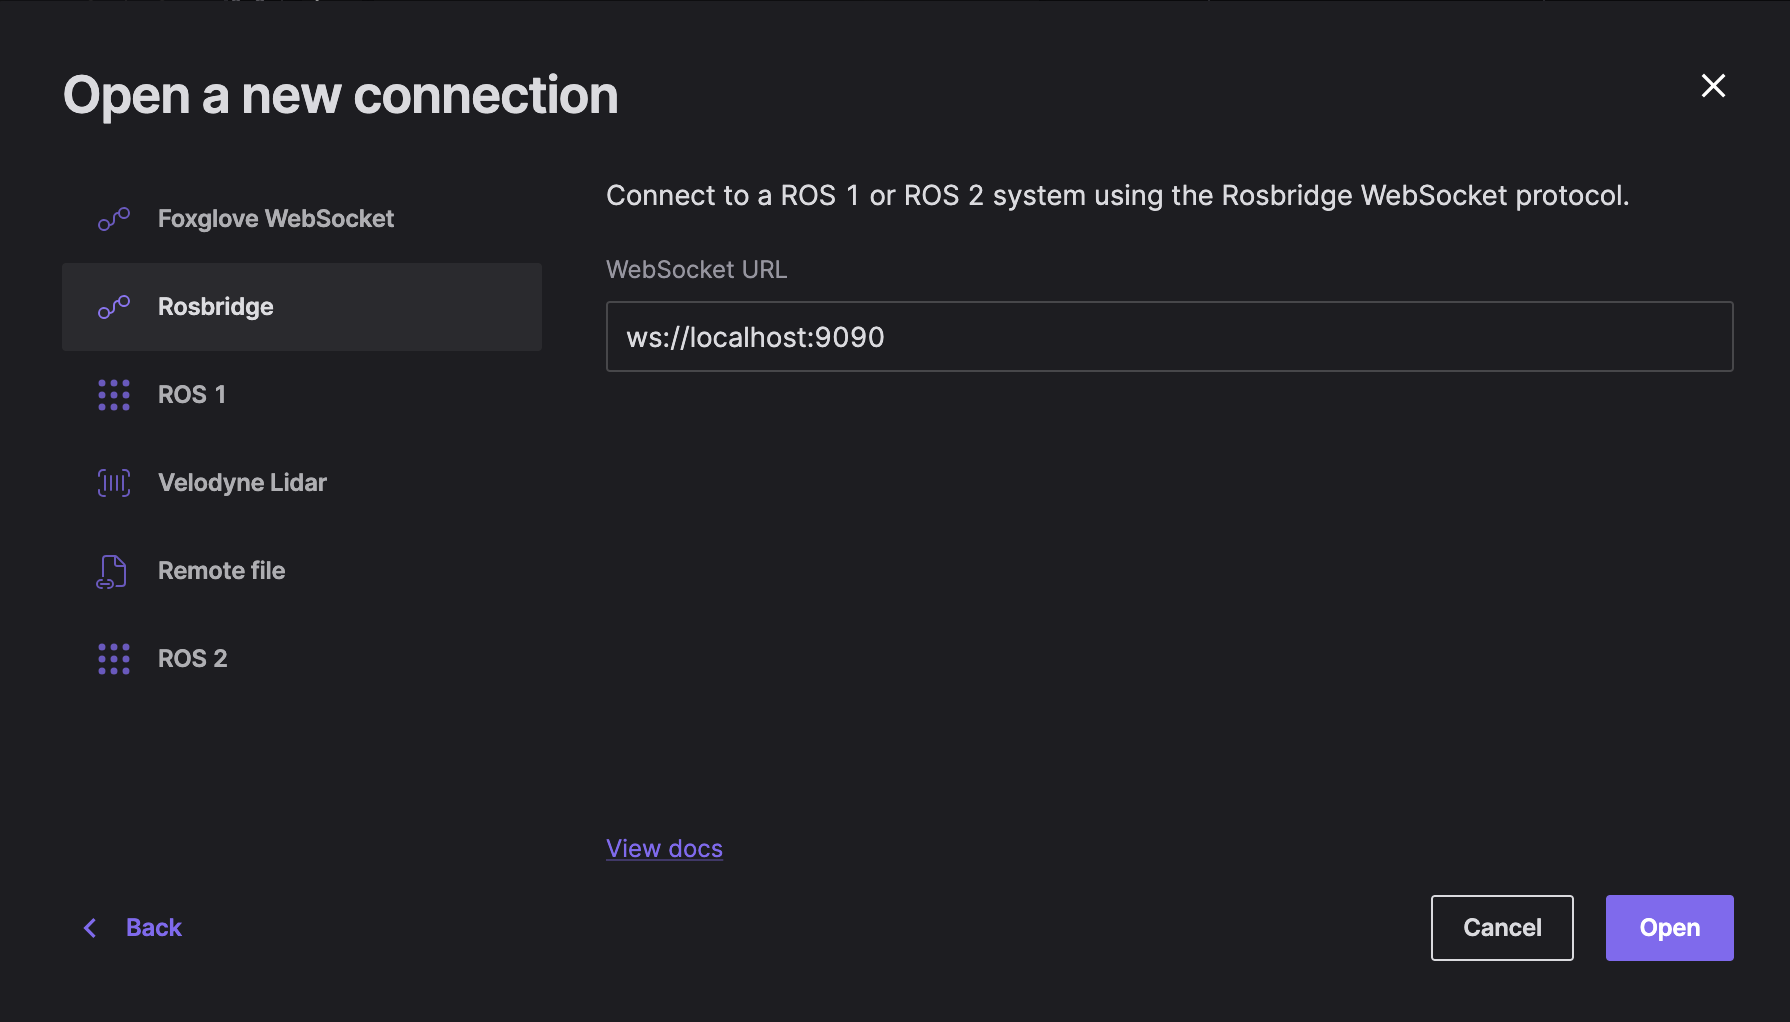 Open a new connection
Foxglove WebSocket
Rosbridge
ROS 1
Velodyne Lidar
Remote file
ROS 2
Connect to a ROS 1 or ROS 2 system using the Rosbridge WebSocket protocol.
WebSocket URL
ws://localhost:9090
View docs
Back
Cancel
Open